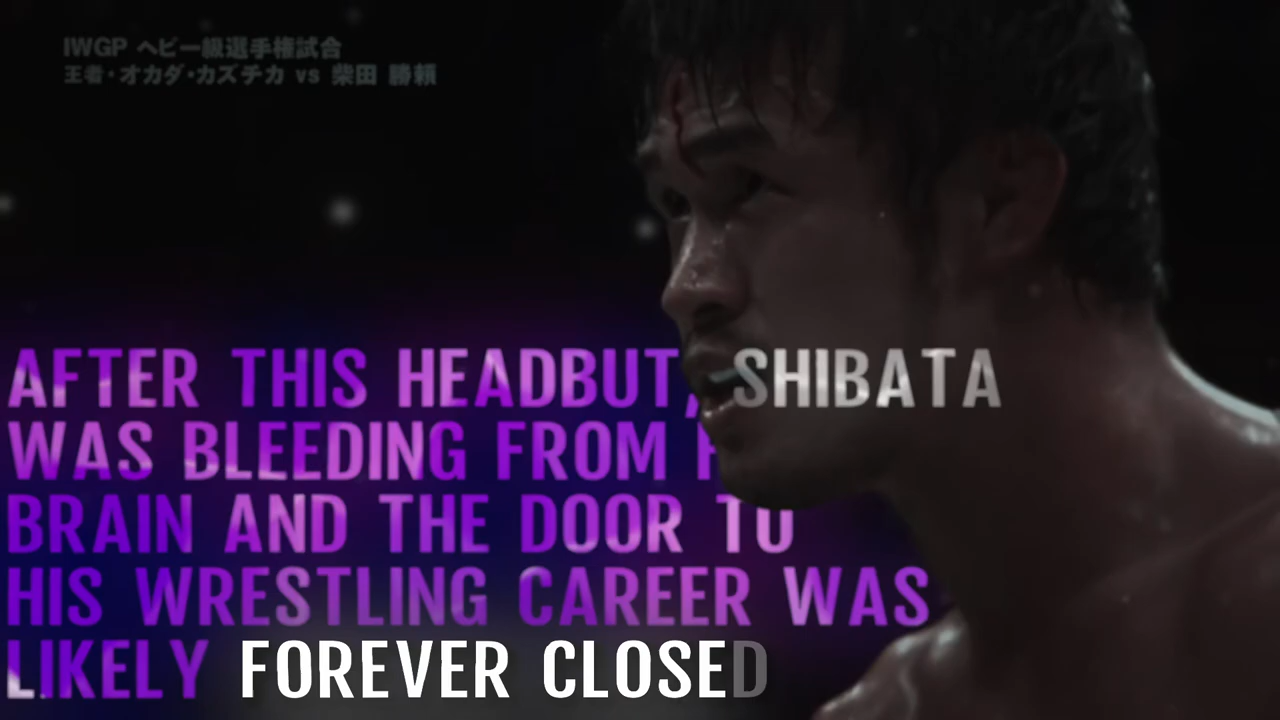 IWGP ヘビー級選手権試合
王者・オカダ・カズチカ vs 柴田 勝頼
AFTER THIS HEADBUT, SHIBATA
WAS BLEEDING FROM
BRAIN AND THE DOOR TO
HIS WRESTLING CAREER WAS
LIKELY FOREVER CLOSED